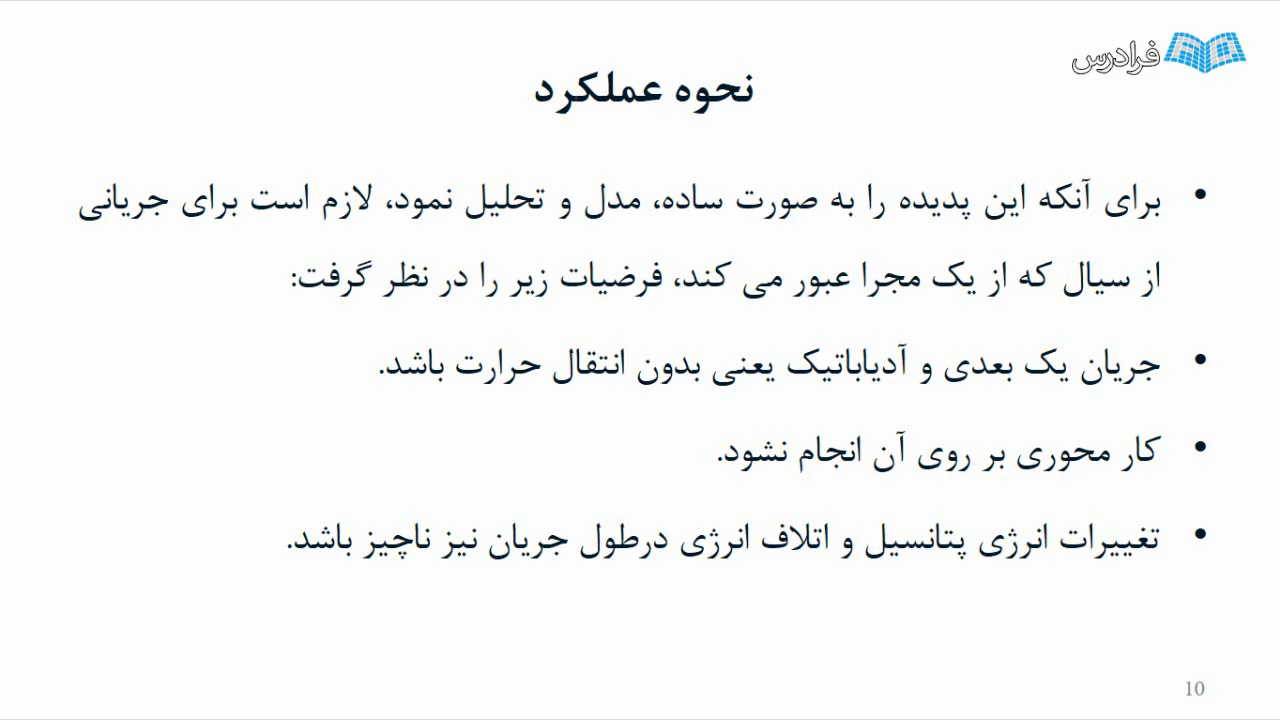 فرادرس
نحوه عملکرد
• برای آنکه این پدیده را به صورت ساده، مدل و تحلیل نمود، لازم است برای جریانی
از سیال که از یک مجرا عبور می کند، فرضیات زیر را در نظر گرفت:
• جریان یک بعدی و آدیاباتیک یعنی بدون انتقال حرارت باشد.
• کار محوری بر روی آن انجام نشود.
• تغییرات انرژی پتانسیل و اتلاف انرژی درطول جریان نیز ناچیز باشد.
10